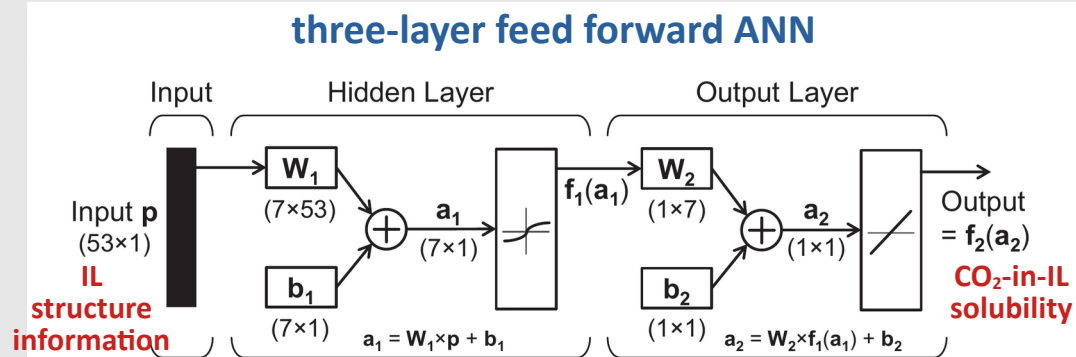 three-layer feed forward ANN
Input
Hidden Layer
Output Layer
W₁
(7×53)
a₁
(7×1)
f₁(a₁)
W₂
(1×7)
a₂
(1×1)
Input p
(53×1)
IL
structure
information
b₁
(7×1)
b₂
(1×1)
Output
= f₂(a₂)
CO₂-in-IL
solubility
a₁ = W₁×p + b₁
a₂ = W₂×f₁(a₁) + b₂